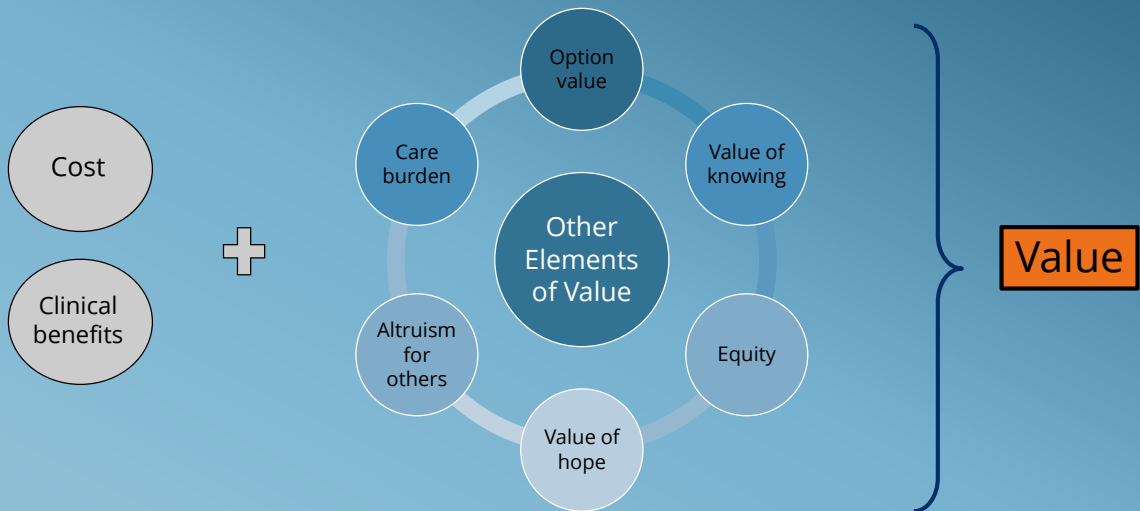 Cost
Clinical
benefits
Option
value
Value of
knowing
Equity
Value of
hope
Altruism
for
others
Care
burden
Other
Elements
of Value
Value